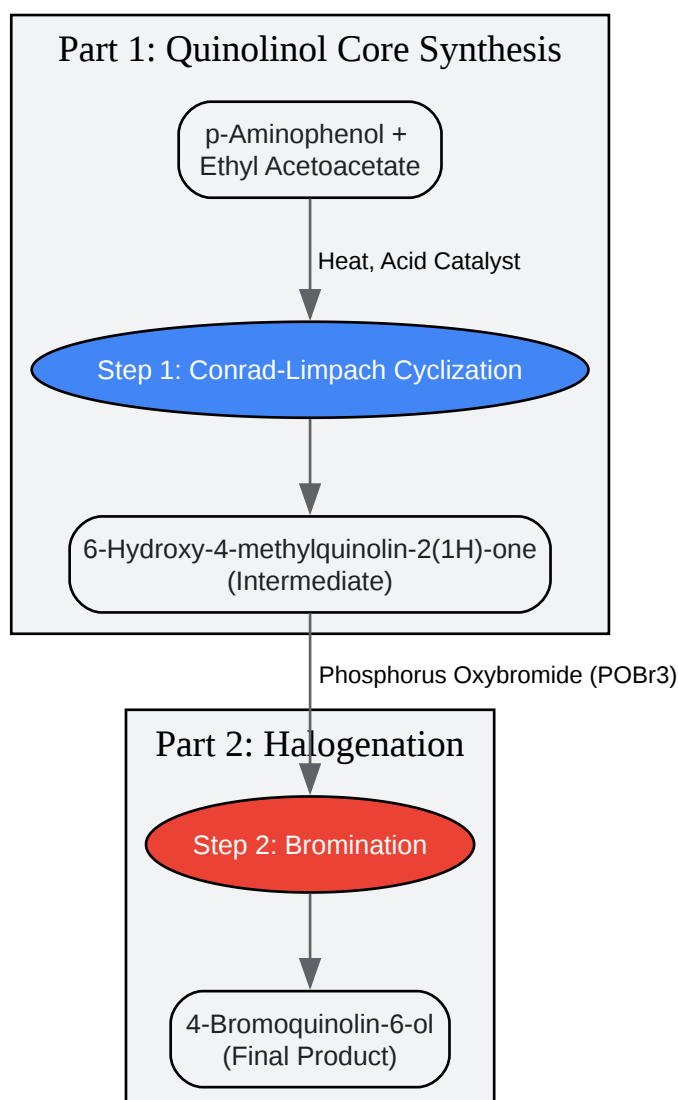 Part 1: Quinolinol Core Synthesis
p-Aminophenol +
Ethyl Acetoacetate
Heat, Acid Catalyst
Step 1: Conrad-Limpach Cyclization
6-Hydroxy-4-methylquinolin-2(1H)-one
(Intermediate)
Phosphorus Oxybromide (POBr3)
Part 2: Halogenation
Step 2: Bromination
4-Bromoquinolin-6-ol
(Final Product)